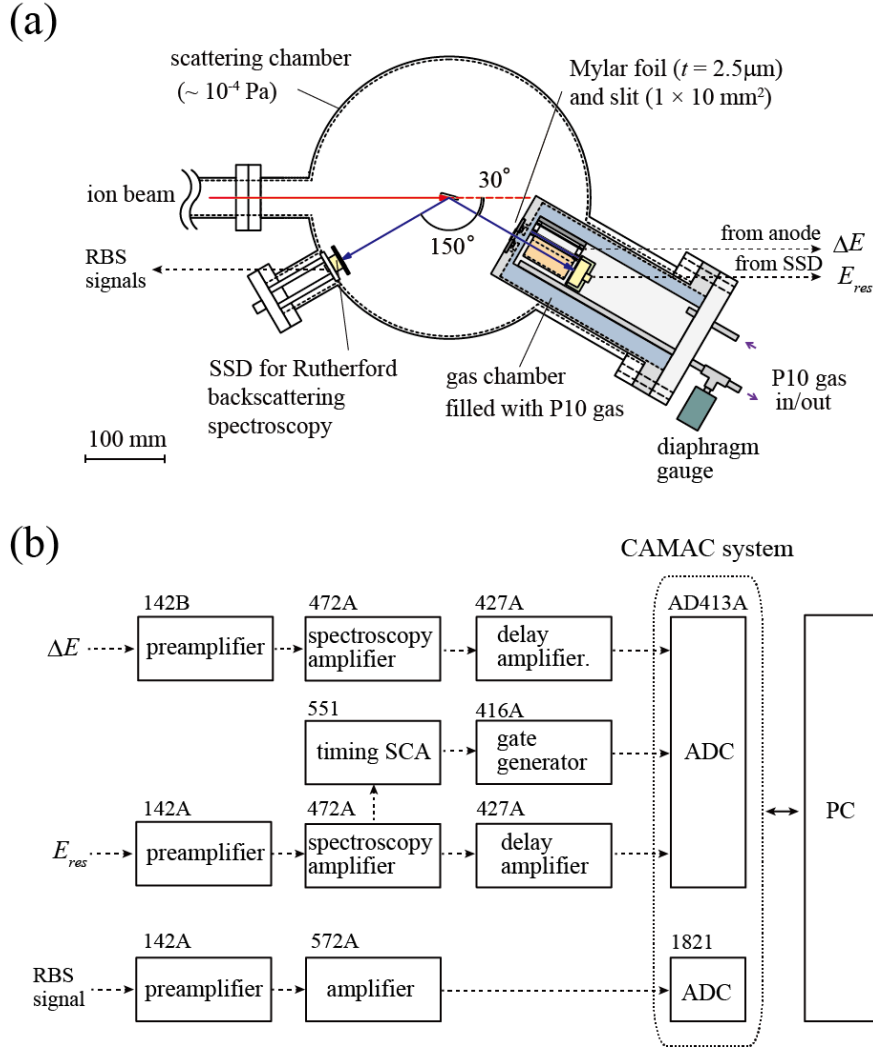 (a)
scattering chamber
(~ 10⁻⁴ Pa)
Mylar foil (t = 2.5μm)
and slit (1 × 10 mm²)
ion beam
30°
150°
RBS
signals
from anode
ΔE
from SSD
E_res
SSD for Rutherford
backscattering
spectroscopy
gas chamber
filled with P10 gas
P10 gas
in/out
diaphragm
gauge
100 mm
(b)
CAMAC system
142B
472A
427A
AD413A
ΔE
preamplifier
spectroscopy
amplifier
delay
amplifier.
551
416A
timing SCA
gate
generator
ADC
PC
142A
472A
427A
E_res
preamplifier
spectroscopy
amplifier
delay
amplifier
142A
572A
1821
RBS
signal
preamplifier
amplifier
ADC